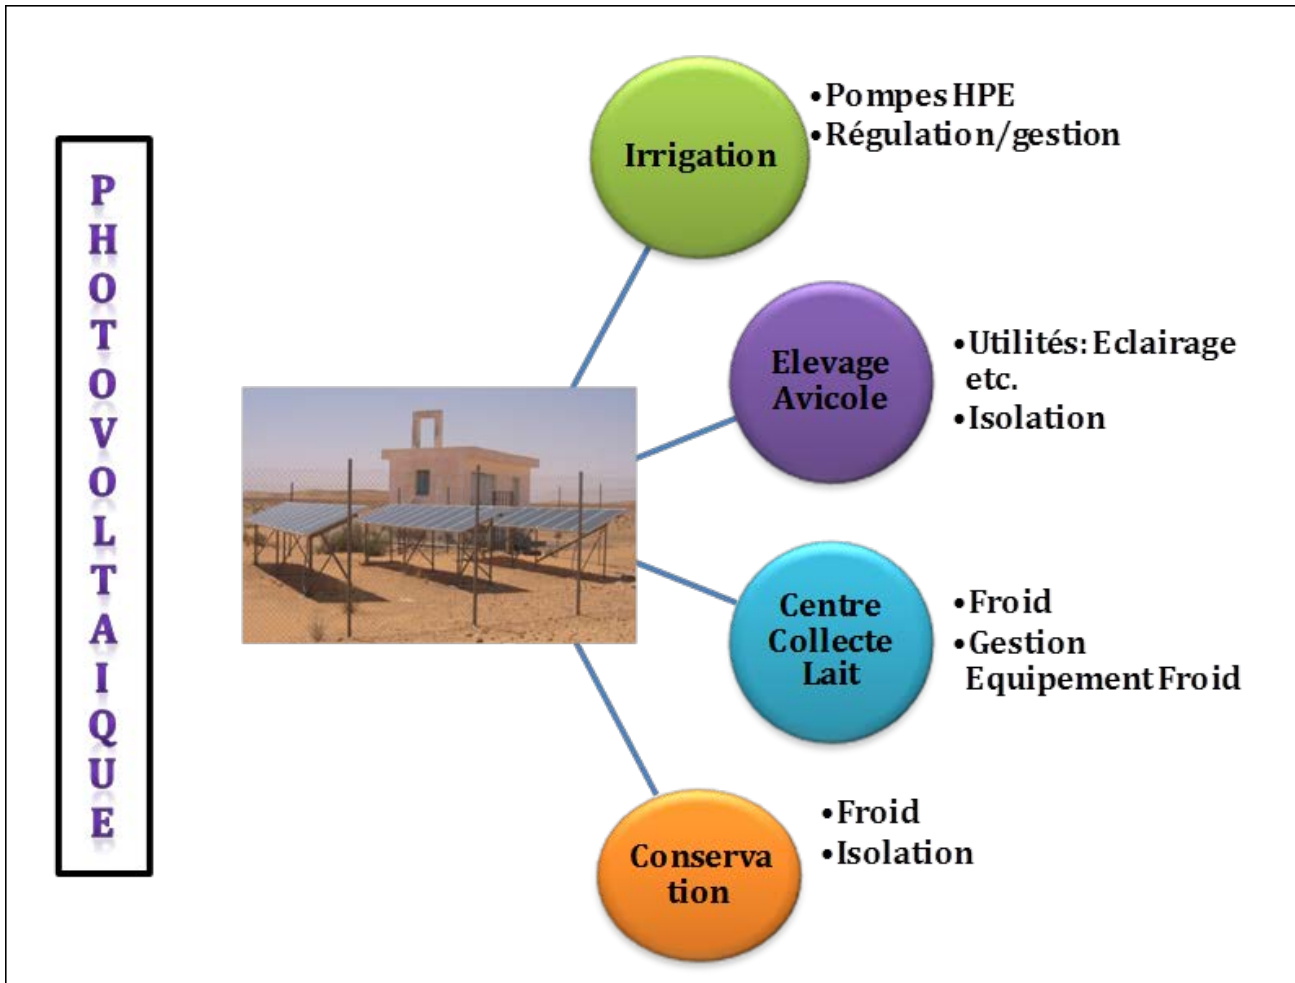 PHOTOVOLTAIQUE
Irrigation
•Pompes HPE
•Régulation/gestion
Elevage
Avicole
•Utilités: Eclairage
etc.
•Isolation
Centre
Collecte
Lait
•Froid
•Gestion
Equipement Froid
Conserva
tion
•Froid
•Isolation